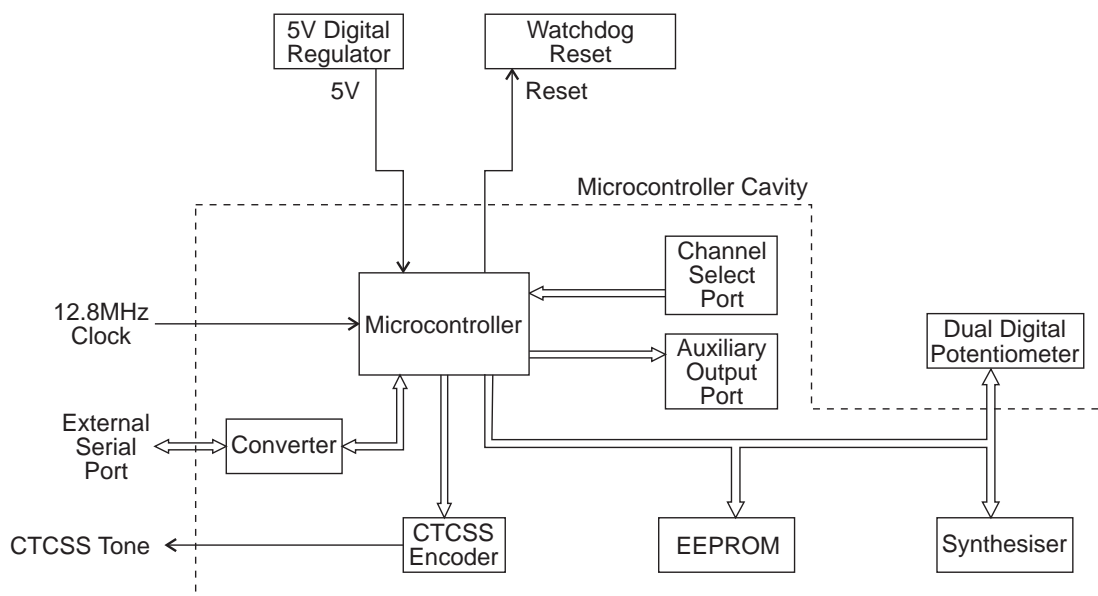 5V Digital
Regulator
Watchdog
Reset
5V
Reset
Microcontroller Cavity
Channel
Select
Port
12.8MHz
Clock
Microcontroller
Auxiliary
Output
Port
Dual Digital
Potentiometer
External
Serial
Port
Converter
CTCSS Tone
CTCSS
Encoder
EEPROM
Synthesiser